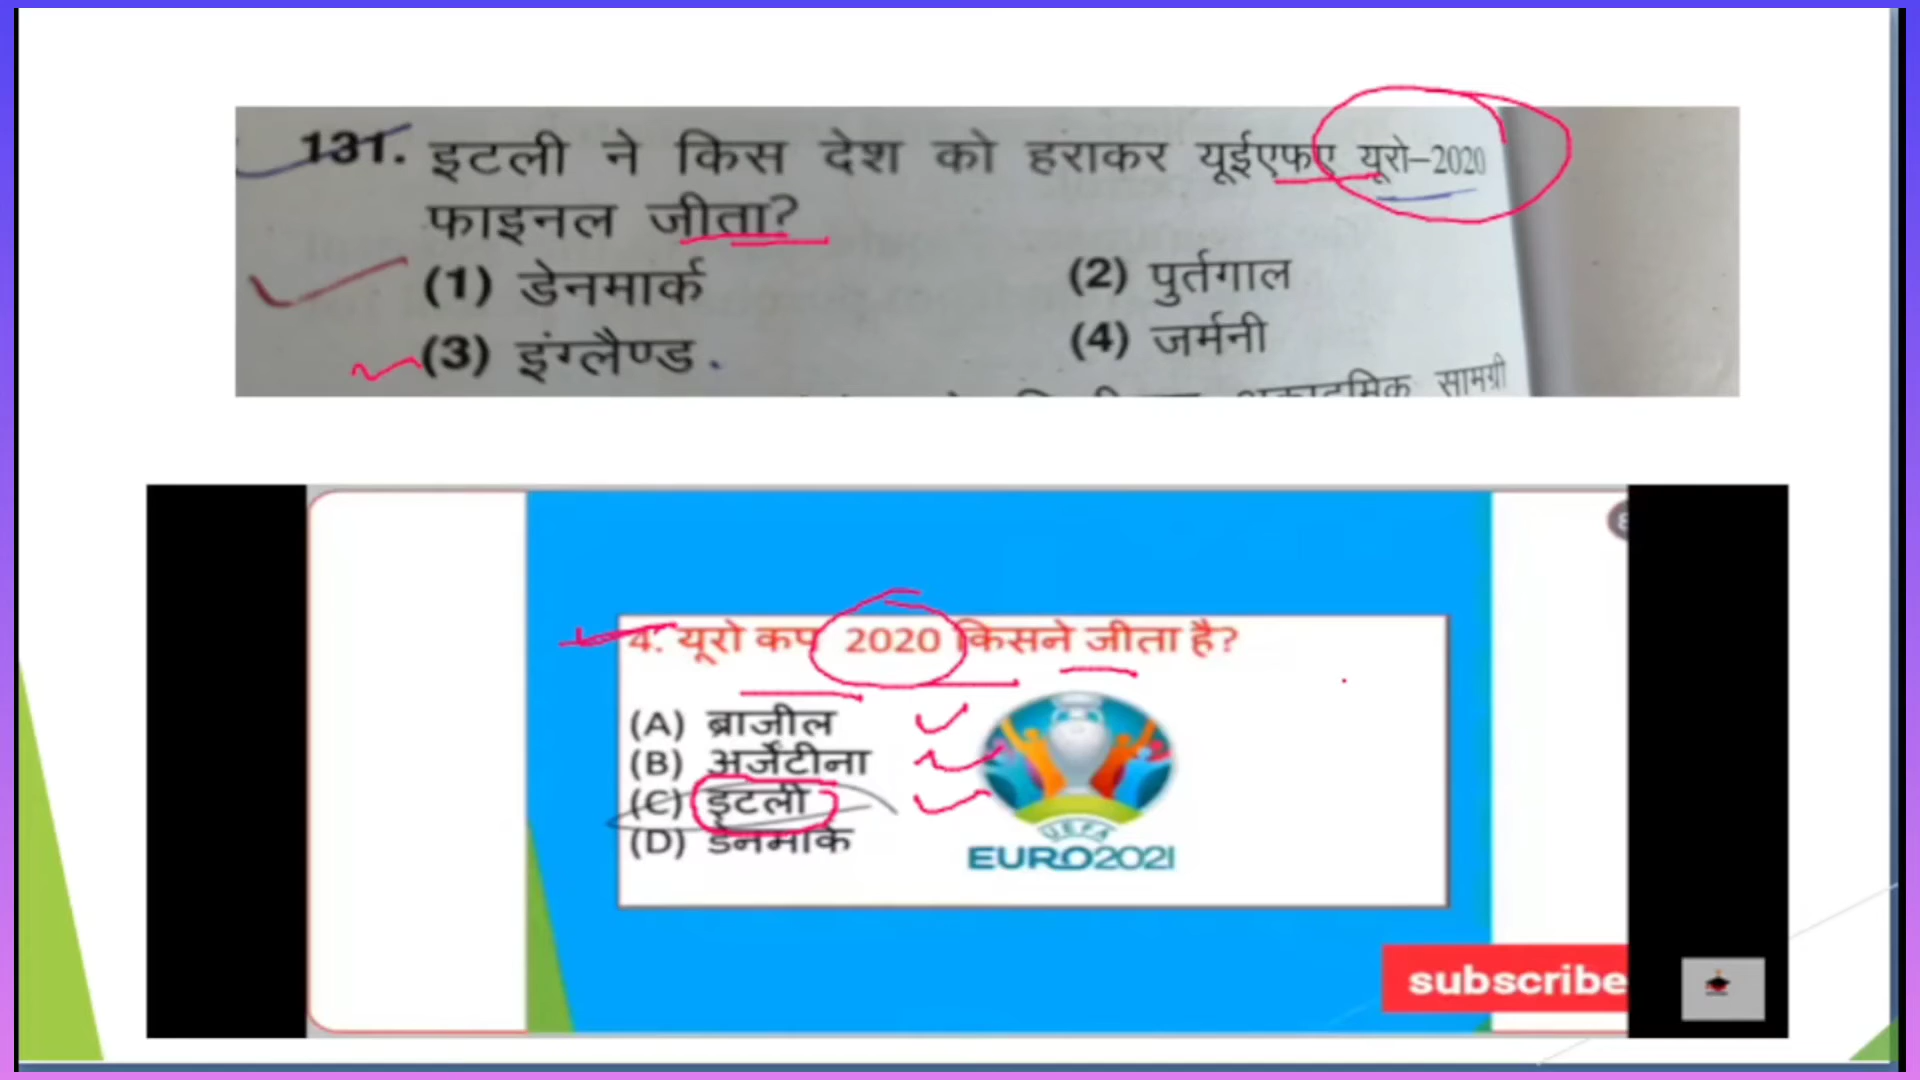 131. इटली ने किस देश को हराकर यूईएफए यूरो–2020
फाइनल जीता?
(1) डेनमार्क (2) पुर्तगाल
(3) इंग्लैण्ड (4) जर्मनी
सामग्री
4. यूरो कप 2020 किसने जीता है?
(A) ब्राजील
(B) अर्जेंटीना
(C) इटली
(D) डेनमार्क
UEFA
EURO2021
subscribe